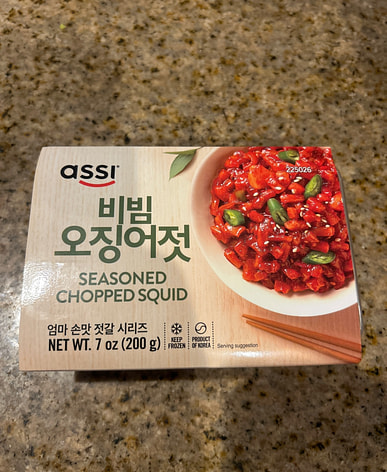 assi
225026
비빔
오징어젓
SEASONED
CHOPPED SQUID
엄마 손맛 젓갈 시리즈
NET WT. 7 oz (200 g)
KEEP
FROZEN
PRODUCT
OF KOREA
Serving suggestion